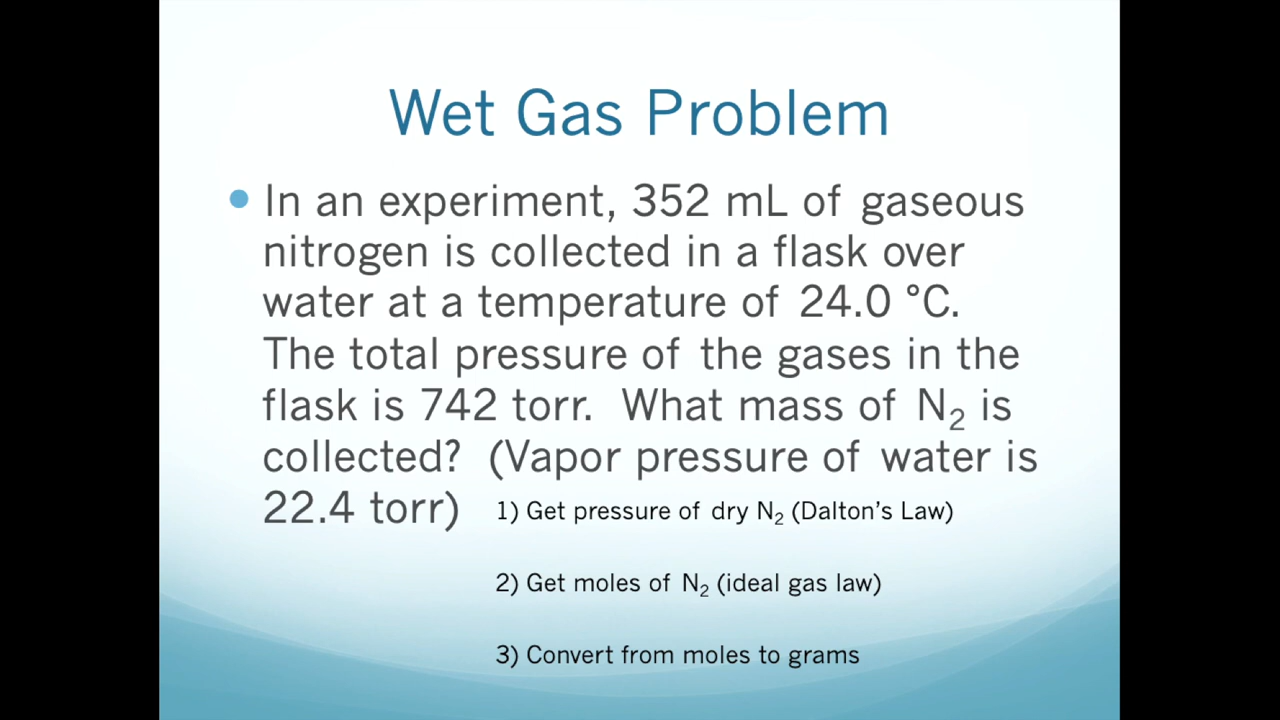 Wet Gas Problem
• In an experiment, 352 mL of gaseous
nitrogen is collected in a flask over
water at a temperature of 24.0 °C.
The total pressure of the gases in the
flask is 742 torr. What mass of N₂ is
collected? (Vapor pressure of water is
22.4 torr)
1) Get pressure of dry N₂ (Dalton’s Law)
2) Get moles of N₂ (ideal gas law)
3) Convert from moles to grams